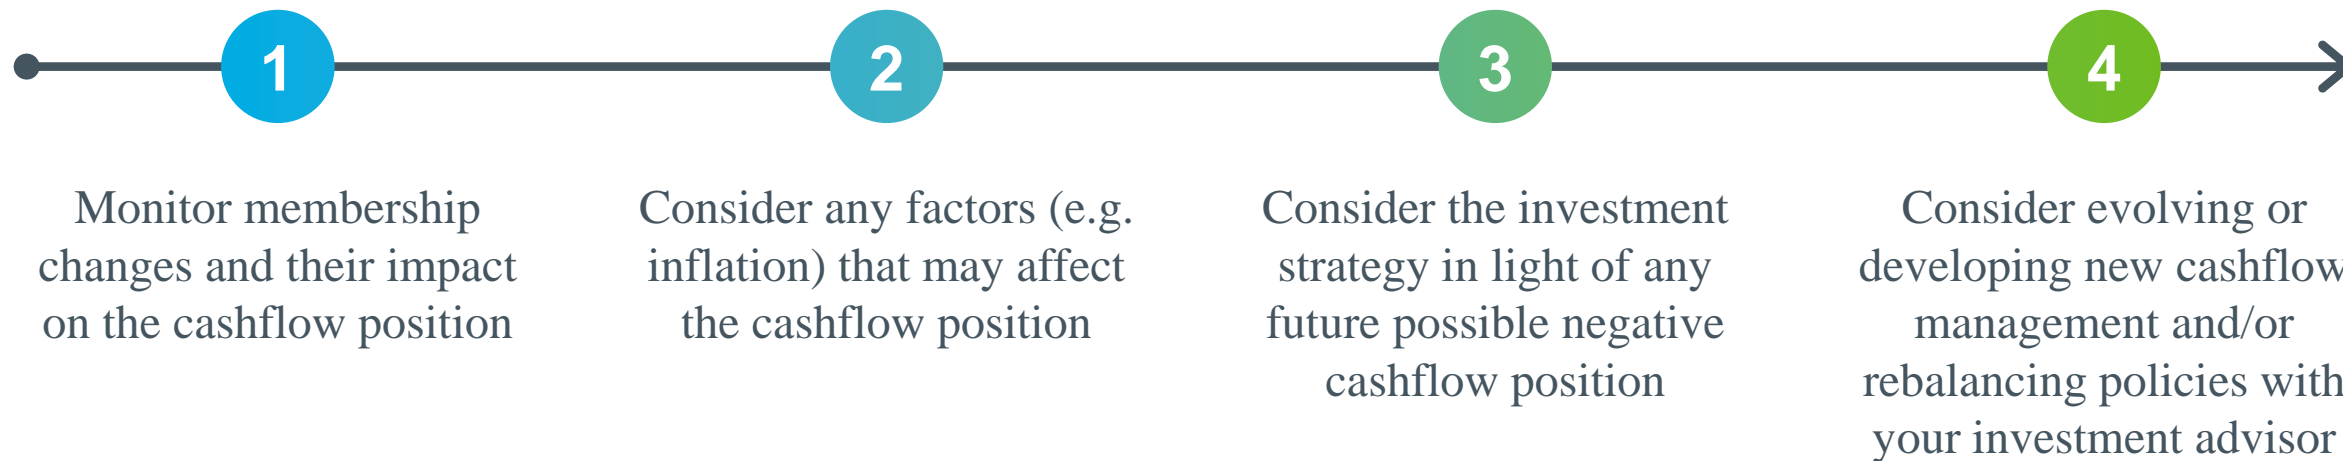 1
2
3
4
Monitor membership
changes and their impact
on the cashflow position
Consider any factors (e.g.
inflation) that may affect
the cashflow position
Consider the investment
strategy in light of any
future possible negative
cashflow position
Consider evolving or
developing new cashflow
management and/or
rebalancing policies with
your investment advisor